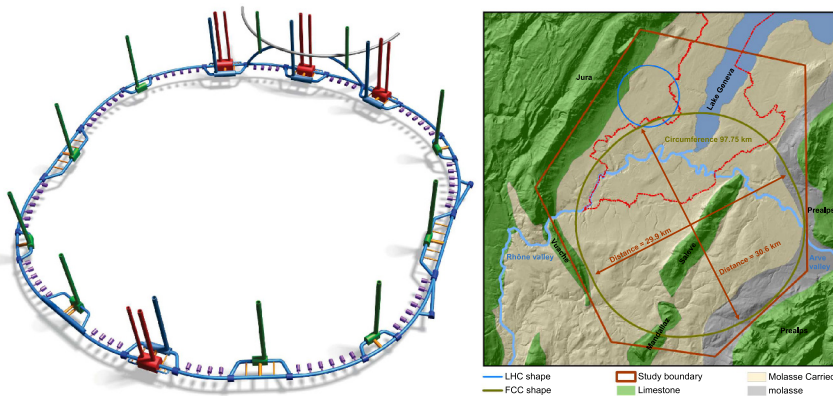 Jura
Lake Geneva
Circumference 97.75 km
Prealps
Distance = 29.9 km
Salève
Distance = 30.6 km
Vuache
Rhône valley
Arve
valley
Mandallaz
Prealps
LHC shape
Study boundary
Molasse Carried
FCC shape
Limestone
molasse